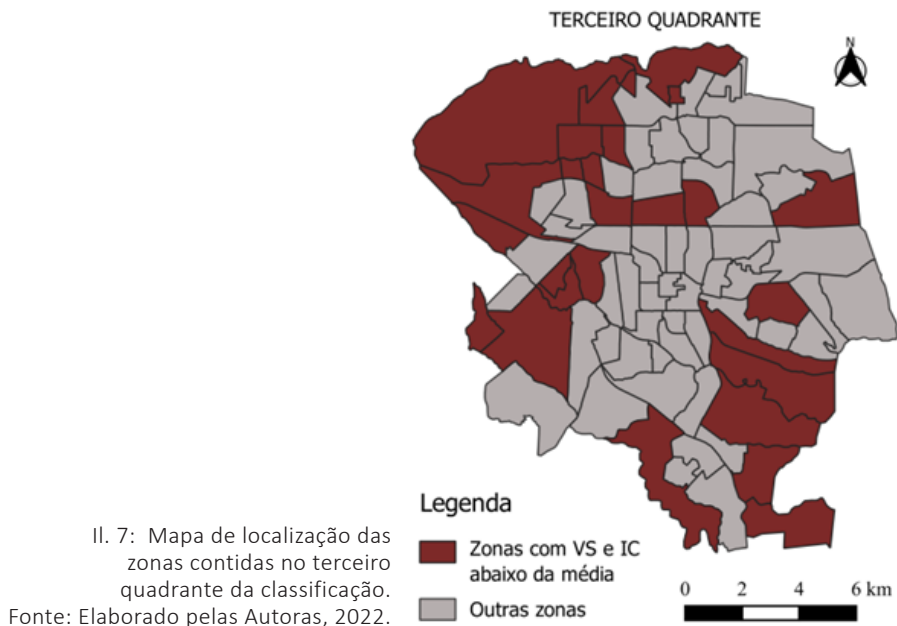 TERCEIRO QUADRANTE
N
Legenda
Zonas com VS e IC
abaixo da média
Outras zonas
0 2 4 6 km
Il. 7: Mapa de localização das
zonas contidas no terceiro
quadrante da classificação.
Fonte: Elaborado pelas Autoras, 2022.